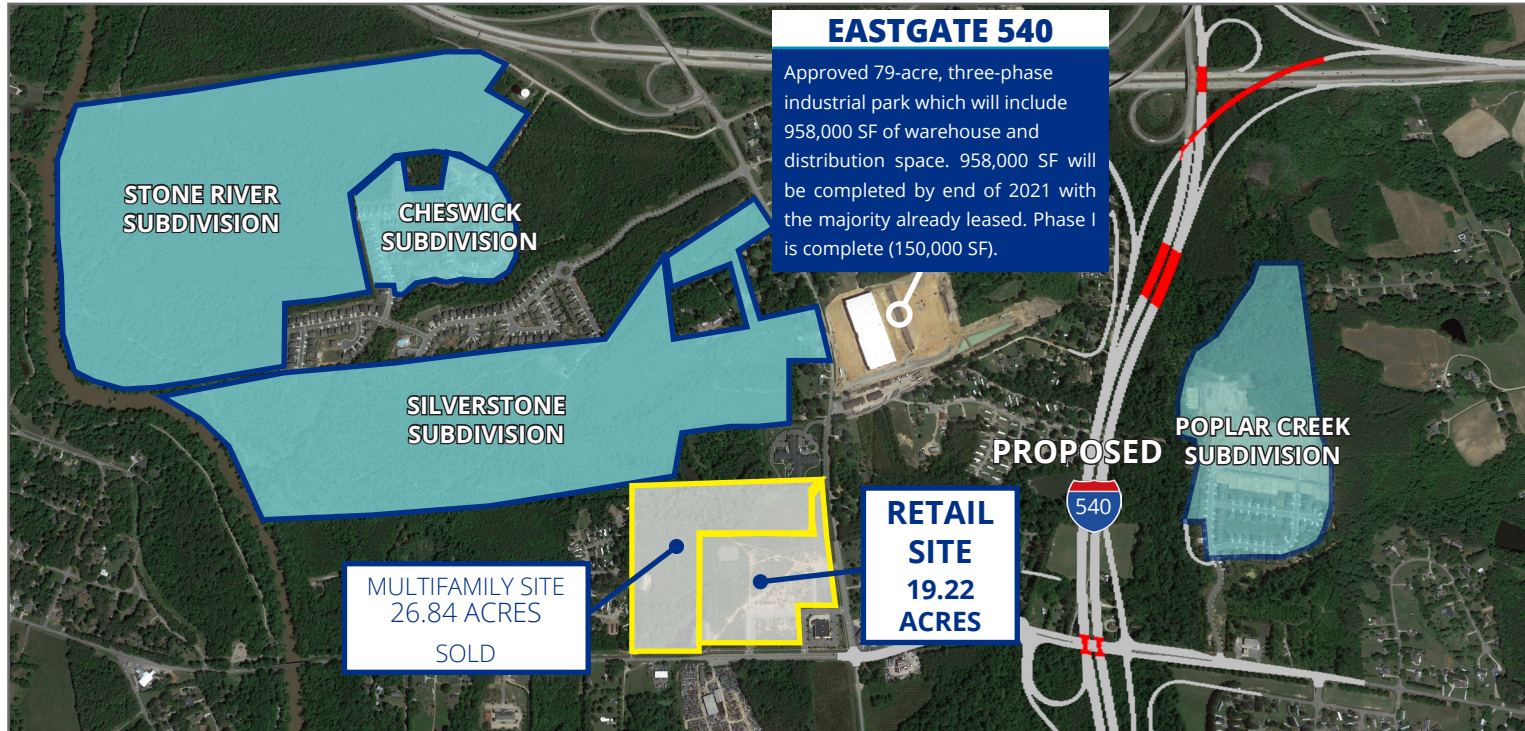 EASTGATE 540
Approved 79-acre, three-phase
industrial park which will include
958,000 SF of warehouse and
distribution space. 958,000 SF will
be completed by end of 2021 with
the majority already leased. Phase I
is complete (150,000 SF).
STONE RIVER
SUBDIVISION
CHESWICK
SUBDIVISION
SILVERSTONE
SUBDIVISION
POPLAR CREEK
SUBDIVISION
PROPOSED
540
RETAIL
SITE
19.22
ACRES
MULTIFAMILY SITE
26.84 ACRES
SOLD